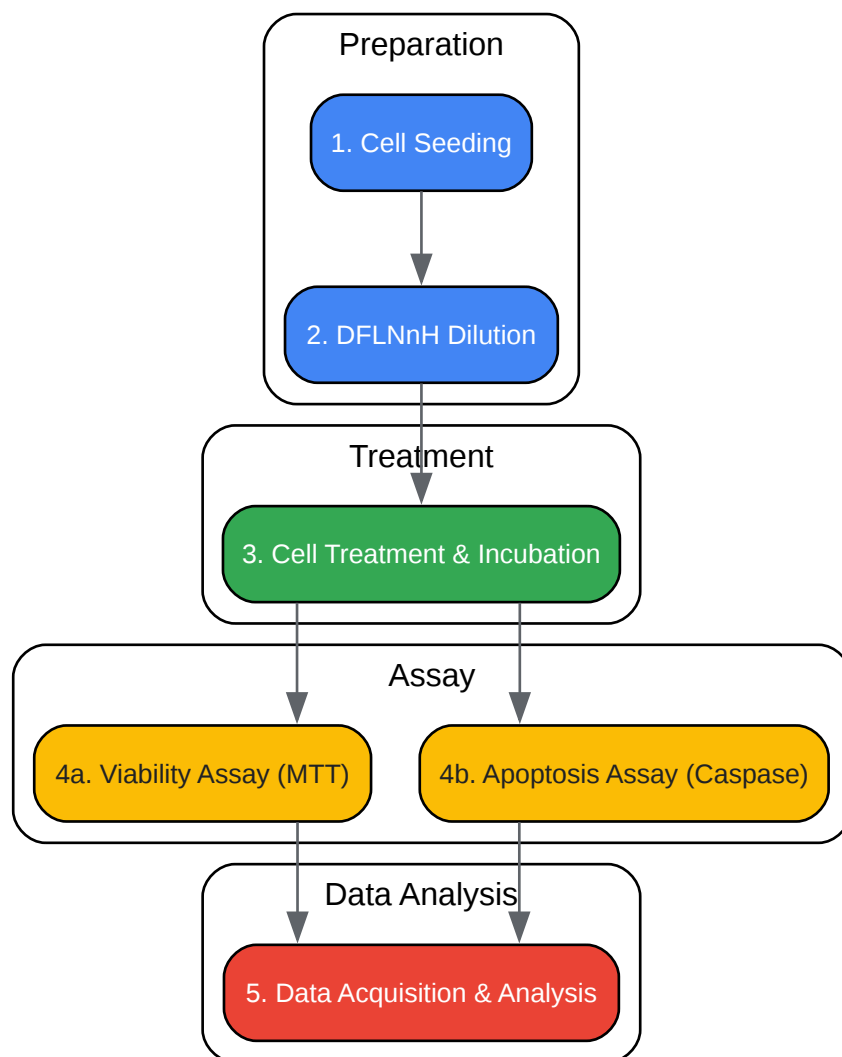 Preparation
1. Cell Seeding
2. DFLNnH Dilution
Treatment
3. Cell Treatment & Incubation
Assay
4a. Viability Assay (MTT)
4b. Apoptosis Assay (Caspase)
Data Analysis
5. Data Acquisition & Analysis